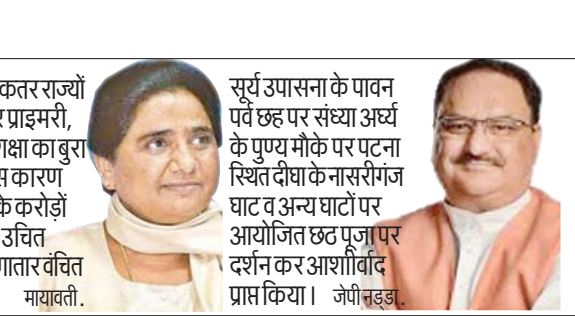 कतर राज्यों
र प्राइमरी,
क्षा का बुरा
स कारण
के करोड़ों
उचित
गातार वंचित
मायावती.
सूर्य उपासना के पावन
पर्व छह पर संध्या अर्घ्य
के पुण्य मौके पर पटना
स्थित दीघा के नासरीगंज
घाट व अन्य घाटों पर
आयोजित छठ पूजा पर
दर्शन कर आशीर्वाद
प्राप्त किया। जेपी नड्डा.